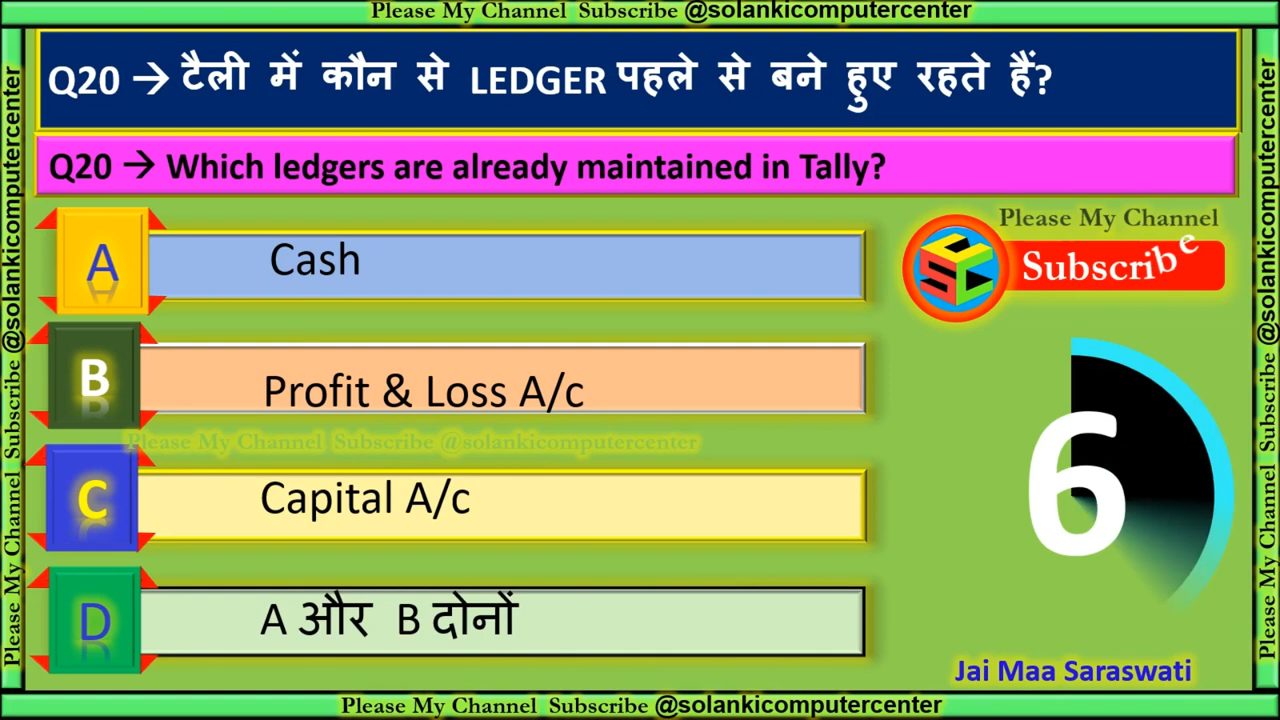 Please My Channel Subscribe @solankicomputercenter
Q20 → टैली में कौन से LEDGER पहले से बने हुए रहते हैं?
Q20 → Which ledgers are already maintained in Tally?
A Cash
B Profit & Loss A/c
Please My Channel Subscribe @solankicomputercenter
C Capital A/c
D A और B दोनों
Please My Channel
Subscribe
CSC
6
Jai Maa Saraswati
Please My Channel Subscribe @solankicomputercenter
Please My Channel Subscribe @solankicomputercenter
Please My Channel Subscribe @solankicomputercenter